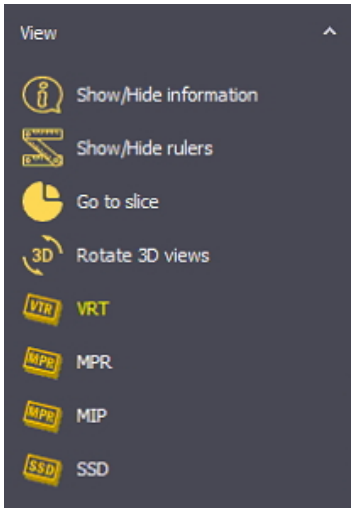 View
Show/Hide information
Show/Hide rulers
Go to slice
3D Rotate 3D views
VTR VRT
MPR MPR
MPR MIP
SSD SSD